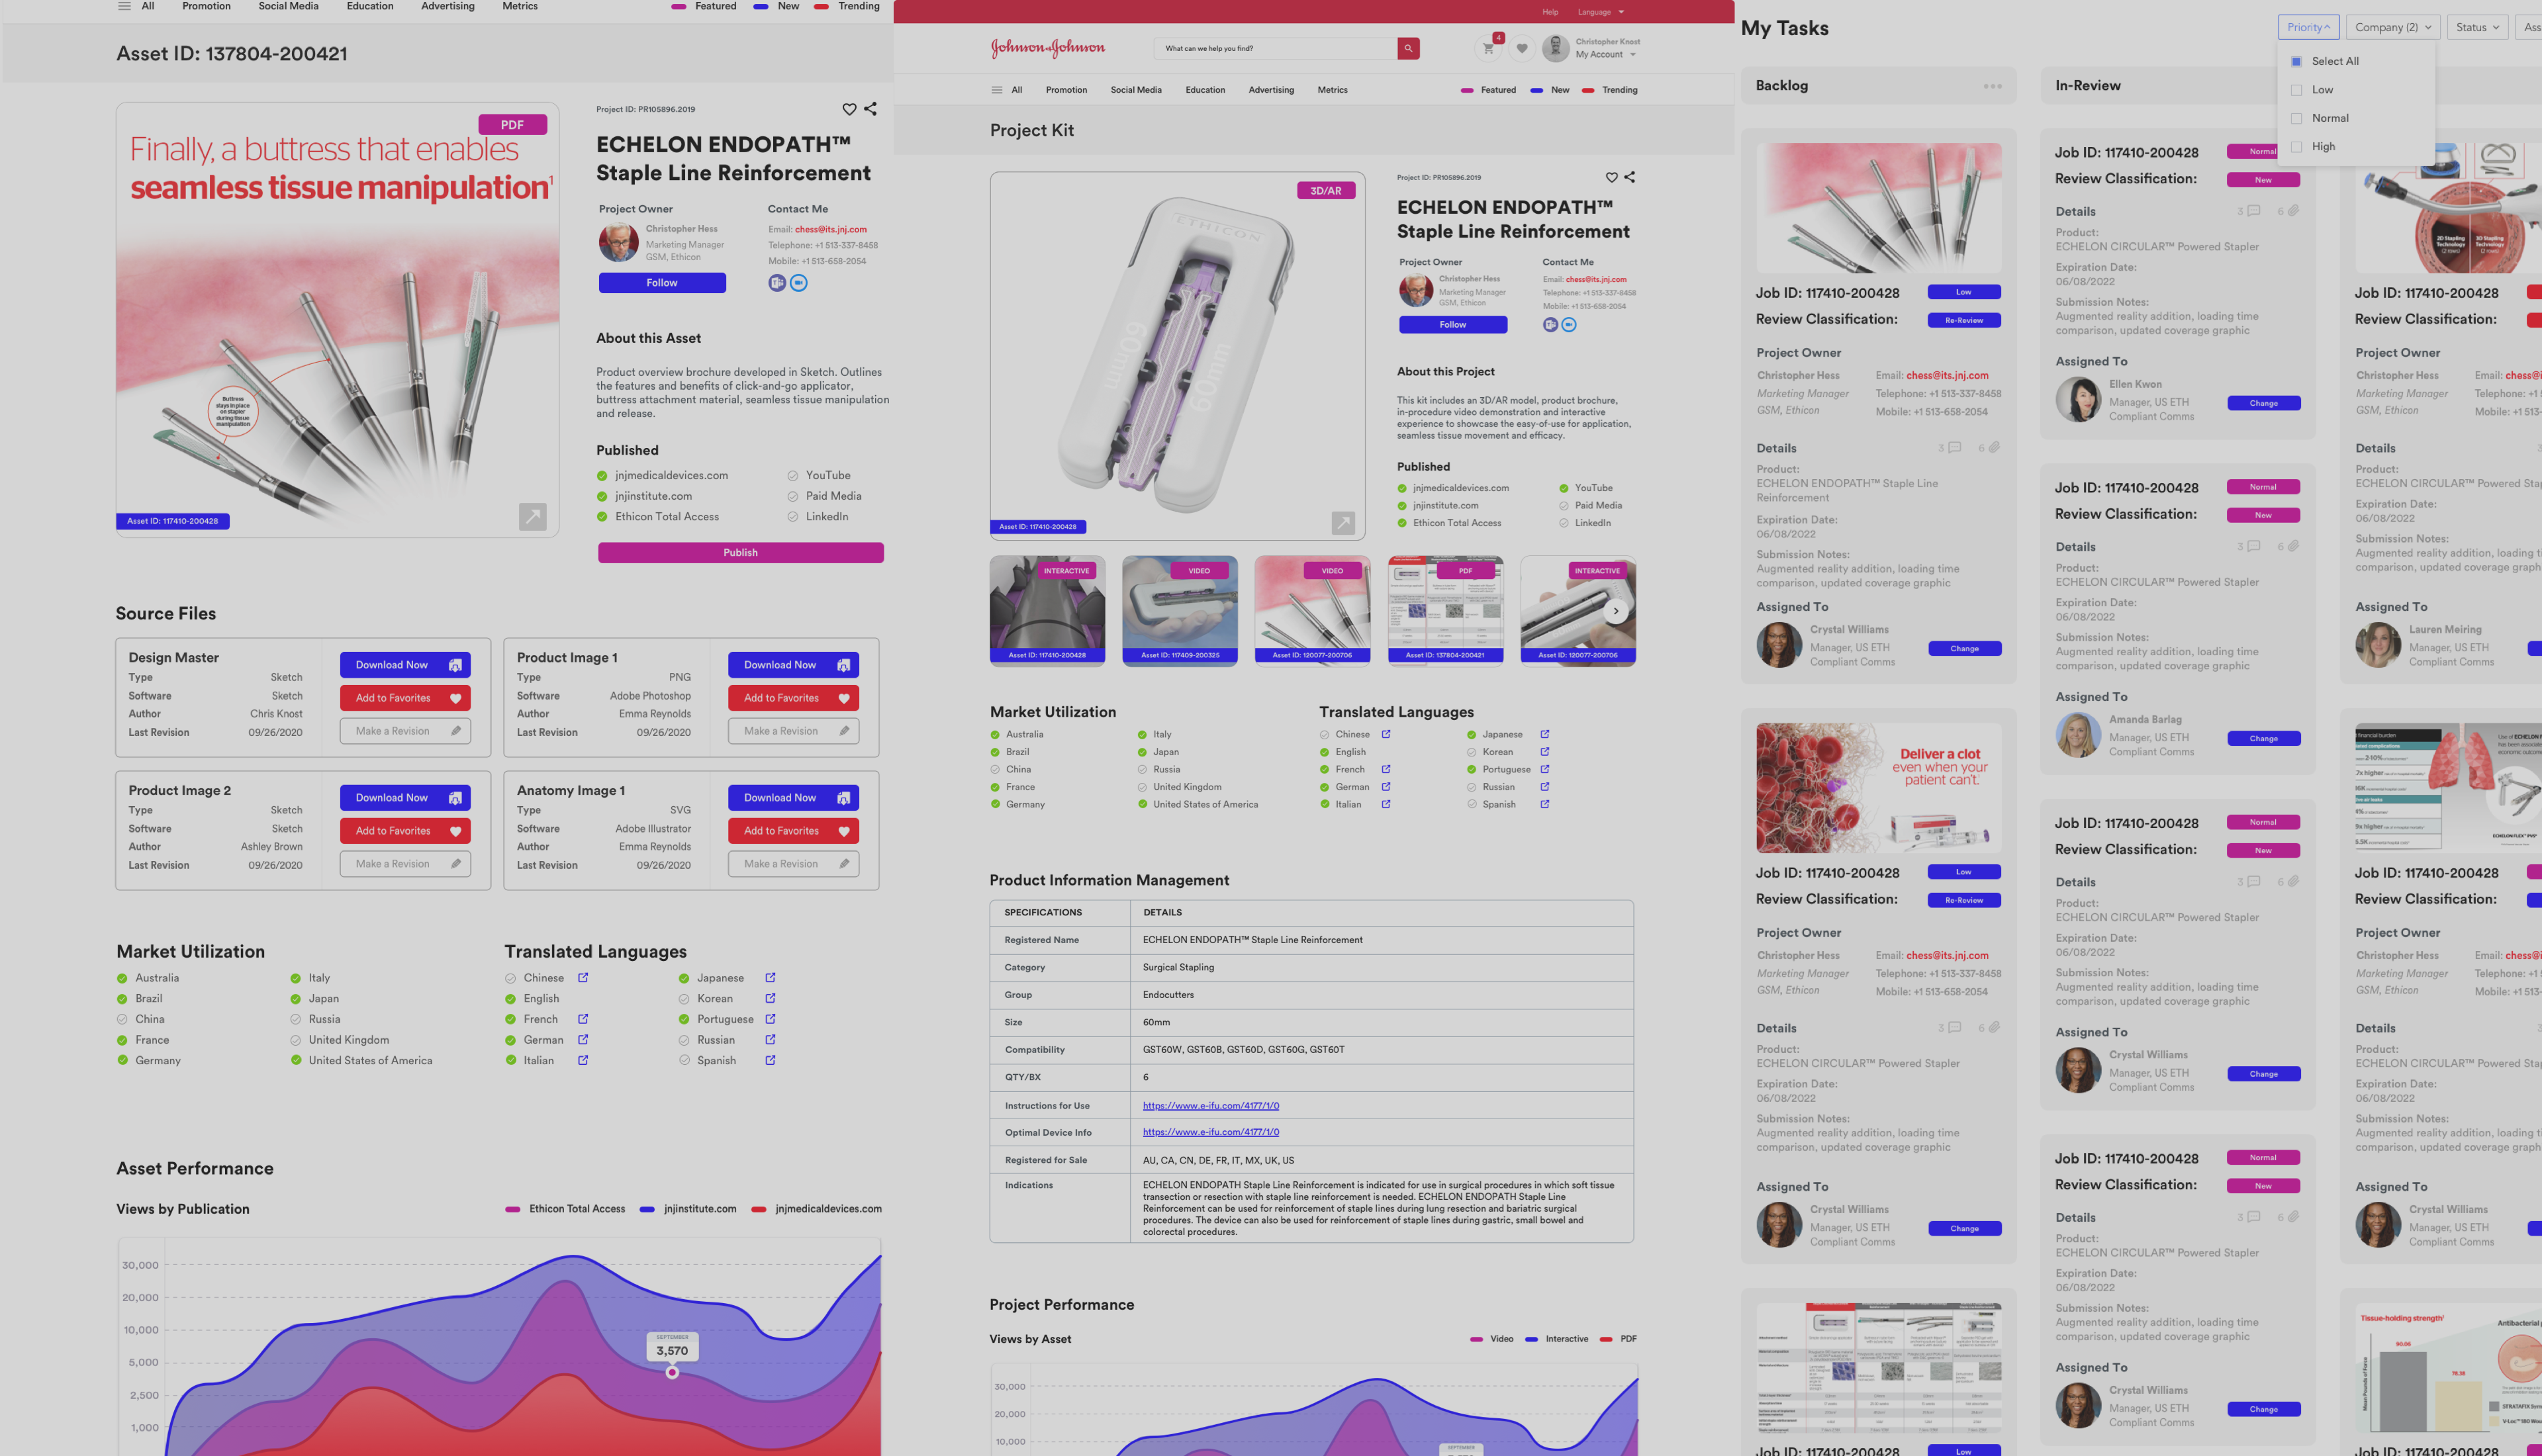 All Promotion Social Media Education Advertising Metrics Featured New Trending
Asset ID: 137804-200421
PDF
Finally, a buttress that enables
seamless tissue manipulation¹
Buttress
stays in place
on stapler
during tissue
manipulation
Asset ID: 117410-200428
Project ID: PR105896.2019
ECHELON ENDOPATH™
Staple Line Reinforcement
Project Owner
Christopher Hess
Marketing Manager
GSM, Ethicon
Follow
Contact Me
Email: chess@its.jnj.com
Telephone: +1 513-337-8458
Mobile: +1 513-658-2054
About this Asset
Product overview brochure developed in Sketch. Outlines
the features and benefits of click-and-go applicator,
buttress attachment material, seamless tissue manipulation
and release.
Published
jnjmedicaldevices.com YouTube
jnjinstitute.com Paid Media
Ethicon Total Access LinkedIn
Publish
Source Files
Design Master
Type Sketch
Software Sketch
Author Chris Knost
Last Revision 09/26/2020
Download Now
Add to Favorites
Make a Revision
Product Image 1
Type PNG
Software Adobe Photoshop
Author Emma Reynolds
Last Revision 09/26/2020
Download Now
Add to Favorites
Make a Revision
Product Image 2
Type Sketch
Software Sketch
Author Ashley Brown
Last Revision 09/26/2020
Download Now
Add to Favorites
Make a Revision
Anatomy Image 1
Type SVG
Software Adobe Illustrator
Author Emma Reynolds
Last Revision 09/26/2020
Download Now
Add to Favorites
Make a Revision
Market Utilization
Australia Italy
Brazil Japan
China Russia
France United Kingdom
Germany United States of America
Translated Languages
Chinese Japanese
English Korean
French Portuguese
German Russian
Italian Spanish
Asset Performance
Views by Publication Ethicon Total Access jnjinstitute.com jnjmedicaldevices.com
30,000
20,000
10,000
5,000
2,500
1,000
SEPTEMBER
3,570
Help Language
Johnson & Johnson
What can we help you find?
4
Christopher Knost
My Account
All Promotion Social Media Education Advertising Metrics Featured New Trending
Project Kit
3D/AR
ETHICON
60mm
60mm
Asset ID: 117410-200428
Project ID: PR105896.2019
ECHELON ENDOPATH™
Staple Line Reinforcement
Project Owner
Christopher Hess
Marketing Manager
GSM, Ethicon
Follow
Contact Me
Email: chess@its.jnj.com
Telephone: +1 513-337-8458
Mobile: +1 513-658-2054
About this Project
This kit includes an 3D/AR model, product brochure,
in-procedure video demonstration and interactive
experience to showcase the easy-of-use for application,
seamless tissue movement and efficacy.
Published
jnjmedicaldevices.com YouTube
jnjinstitute.com Paid Media
Ethicon Total Access LinkedIn
INTERACTIVE VIDEO VIDEO PDF INTERACTIVE
Asset ID: 117410-200428 Asset ID: 117409-200325 Asset ID: 120077-200706 Asset ID: 137804-200421 Asset ID: 120077-200706
Market Utilization
Australia Italy
Brazil Japan
China Russia
France United Kingdom
Germany United States of America
Translated Languages
Chinese Japanese
English Korean
French Portuguese
German Russian
Italian Spanish
Product Information Management
SPECIFICATIONS DETAILS
Registered Name ECHELON ENDOPATH™ Staple Line Reinforcement
Category Surgical Stapling
Group Endocutters
Size 60mm
Compatibility GST60W, GST60B, GST60D, GST60G, GST60T
QTY/BX 6
Instructions for Use https://www.e-ifu.com/4177/1/0
Optimal Device Info https://www.e-ifu.com/4177/1/0
Registered for Sale AU, CA, CN, DE, FR, IT, MX, UK, US
Indications ECHELON ENDOPATH Staple Line Reinforcement is indicated for use in surgical procedures in which soft tissue
transection or resection with staple line reinforcement is needed. ECHELON ENDOPATH Staple Line
Reinforcement can be used for reinforcement of staple lines during lung resection and bariatric surgical
procedures. The device can also be used for reinforcement of staple lines during gastric, small bowel and
colorectal procedures.
Project Performance
Views by Asset Video Interactive PDF
30,000
20,000
10,000
SEPTEMBER
My Tasks
Priority Company (2) Status Ass
Select All
Low
Normal
High
Backlog
Job ID: 117410-200428 Low
Review Classification: Re-Review
Project Owner
Christopher Hess Email: chess@its.jnj.com
Marketing Manager Telephone: +1 513-337-8458
GSM, Ethicon Mobile: +1 513-658-2054
Details 3 6
Product:
ECHELON ENDOPATH™ Staple Line
Reinforcement
Expiration Date:
06/08/2022
Submission Notes:
Augmented reality addition, loading time
comparison, updated coverage graphic
Assigned To
Crystal Williams
Manager, US ETH
Compliant Comms
Change
Deliver a clot
even when your
patient can't.
Job ID: 117410-200428 Low
Review Classification: Re-Review
Project Owner
Christopher Hess Email: chess@its.jnj.com
Marketing Manager Telephone: +1 513-337-8458
GSM, Ethicon Mobile: +1 513-658-2054
Details 3 6
Product:
ECHELON CIRCULAR™ Powered Stapler
Expiration Date:
06/08/2022
Submission Notes:
Augmented reality addition, loading time
comparison, updated coverage graphic
Assigned To
Crystal Williams
Manager, US ETH
Compliant Comms
Change
Job ID: 117410-200428 Low
In-Review
Job ID: 117410-200428 Normal
Review Classification: New
Details 3 6
Product:
ECHELON CIRCULAR™ Powered Stapler
Expiration Date:
06/08/2022
Submission Notes:
Augmented reality addition, loading time
comparison, updated coverage graphic
Assigned To
Ellen Kwon
Manager, US ETH
Compliant Comms
Change
Job ID: 117410-200428 Normal
Review Classification: New
Details 3 6
Product:
ECHELON CIRCULAR™ Powered Stapler
Expiration Date:
06/08/2022
Submission Notes:
Augmented reality addition, loading time
comparison, updated coverage graphic
Assigned To
Amanda Barlag
Manager, US ETH
Compliant Comms
Change
Job ID: 117410-200428 Normal
Review Classification: New
Details 3 6
Product:
ECHELON CIRCULAR™ Powered Stapler
Expiration Date:
06/08/2022
Submission Notes:
Augmented reality addition, loading time
comparison, updated coverage graphic
Assigned To
Crystal Williams
Manager, US ETH
Compliant Comms
Change
Job ID: 117410-200428 Normal
Review Classification: New
Details 3 6
Product:
ECHELON CIRCULAR™ Powered Stapler
Expiration Date:
06/08/2022
Submission Notes:
Augmented reality addition, loading time
comparison, updated coverage graphic
Assigned To
Crystal Williams
Manager, US ETH
Compliant Comms
Change
2D Stapling 3D Stapling
Technology Technology
Job ID: 117410-200428
Review Classification:
Project Owner
Christopher Hess Email: chess@i
Marketing Manager Telephone: +1
GSM, Ethicon Mobile: +1 513-
Details 3
Product:
ECHELON CIRCULAR™ Powered Stap
Expiration Date:
06/08/2022
Submission Notes:
Augmented reality addition, loading ti
comparison, updated coverage graph
Assigned To
Lauren Meiring
Manager, US ETH
Compliant Comms
financial burden
7x higher
Job ID: 117410-200428
Review Classification:
Project Owner
Christopher Hess Email: chess@i
Marketing Manager Telephone: +1
GSM, Ethicon Mobile: +1 513-
Details 3
Product:
ECHELON CIRCULAR™ Powered Stap
Expiration Date:
06/08/2022
Submission Notes:
Augmented reality addition, loading ti
comparison, updated coverage graph
Assigned To
Crystal Williams
Manager, US ETH
Compliant Comms
Tissue-holding strength¹
Antibacterial
90.06
78.38
Job ID: 117410-200428